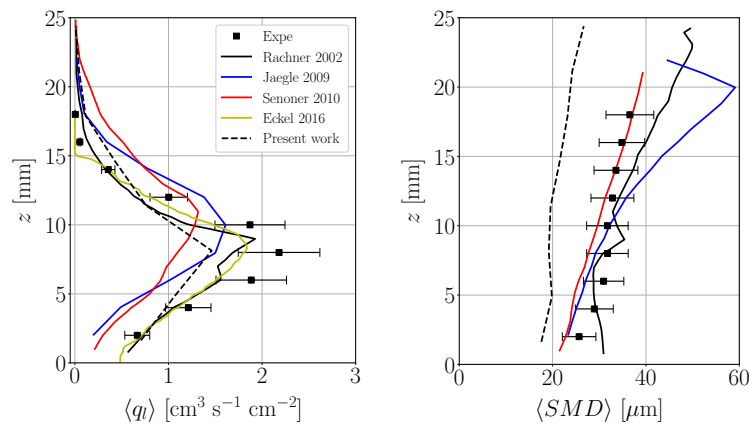 25
20
15
10
5
0
z [mm]
0
1
2
3
⟨q_l⟩ [cm³ s⁻¹ cm⁻²]
Expe
Rachner 2002
Jaegle 2009
Senoner 2010
Eckel 2016
Present work
25
20
15
10
5
0
z [mm]
0
20
40
60
⟨SMD⟩ [μm]